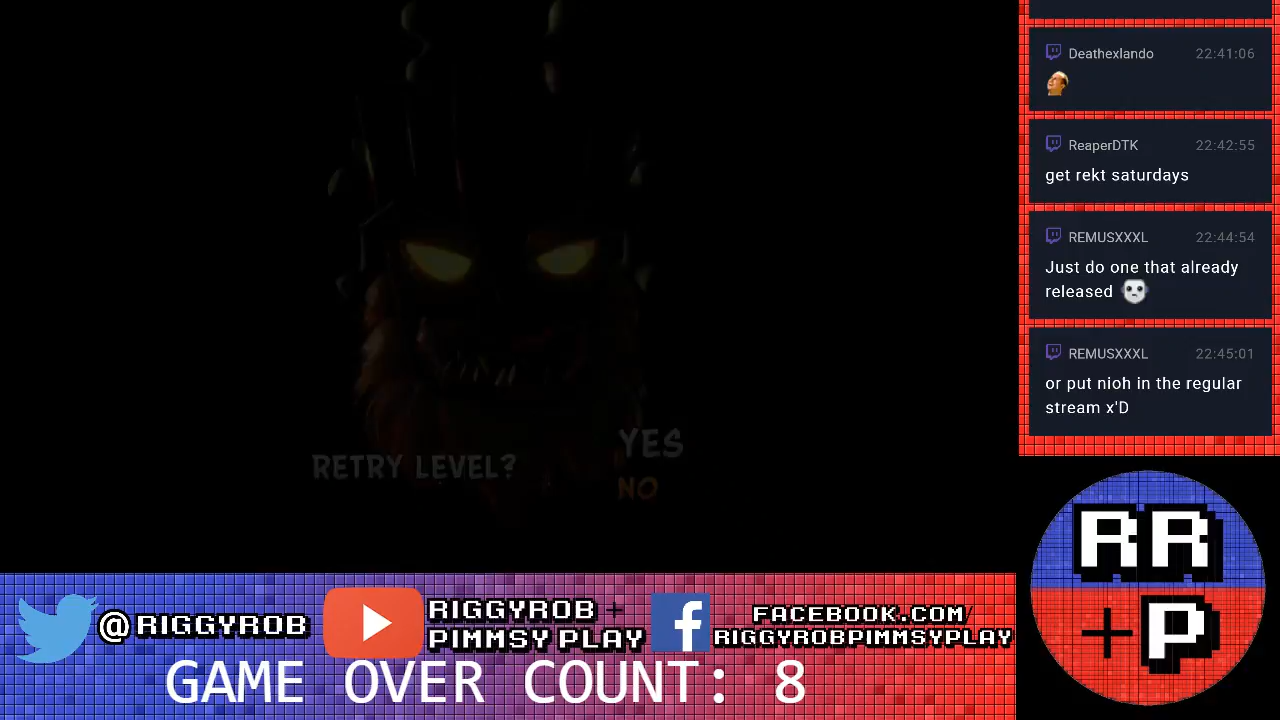 Deathexlando 22:41:06
ReaperDTK 22:42:55
get rekt saturdays
REMUSXXXL 22:44:54
Just do one that already
released
REMUSXXXL 22:45:01
or put nioh in the regular
stream x'D
RETRY LEVEL?
YES
NO
RR
+P
@RIGGYROB
RIGGYROB +
PIMMSY PLAY
FACEBOOK.COM/
RIGGYROBPIMMSYPLAY
GAME OVER COUNT: 8